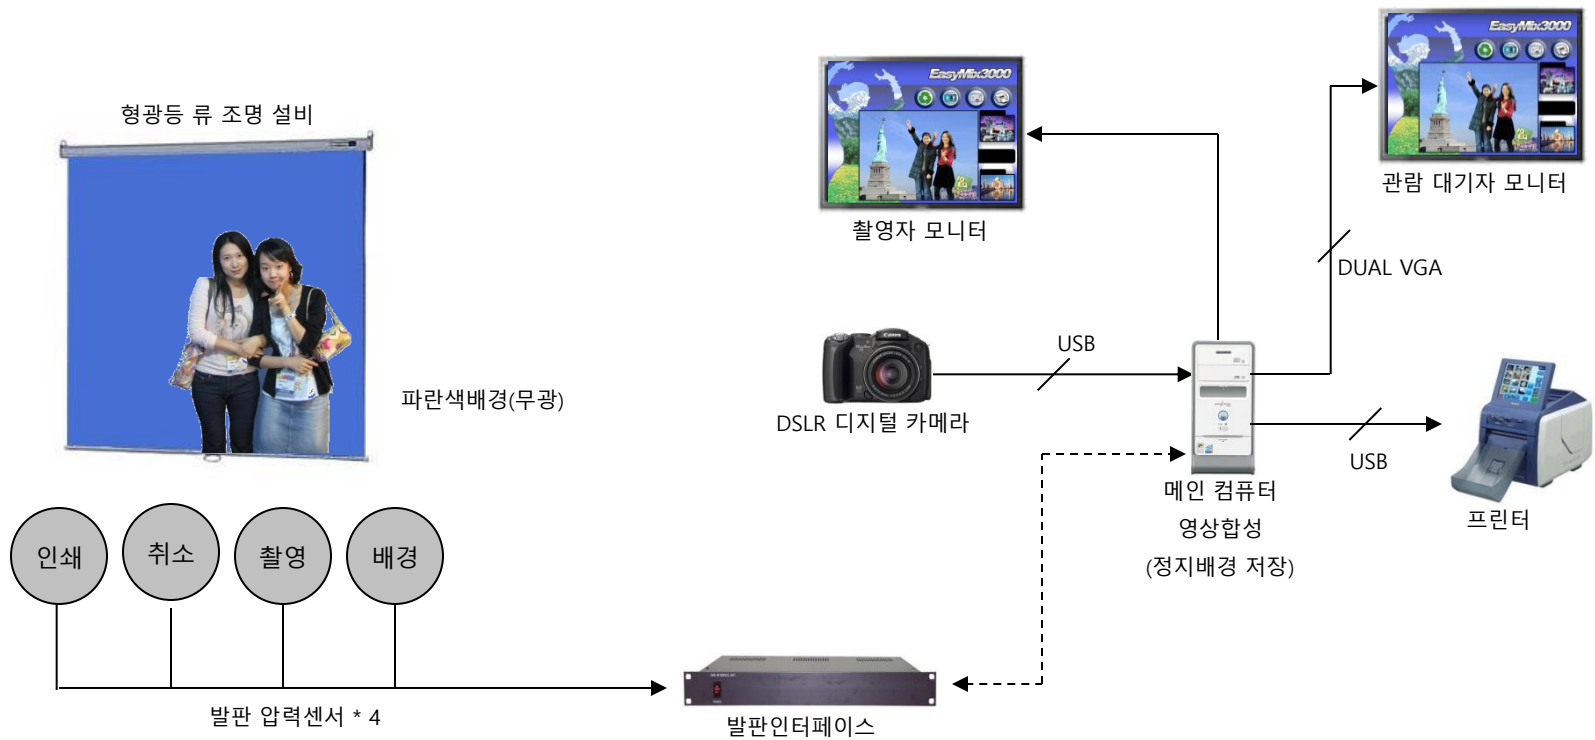 형광등 류 조명 설비
파란색배경(무광)
EasyMix3000
촬영자 모니터
EasyMix3000
관람 대기자 모니터
DUAL VGA
USB
Canon
DSLR 디지털 카메라
메인 컴퓨터
영상합성
(정지배경 저장)
USB
프린터
인쇄
취소
촬영
배경
발판 압력센서 * 4
발판인터페이스